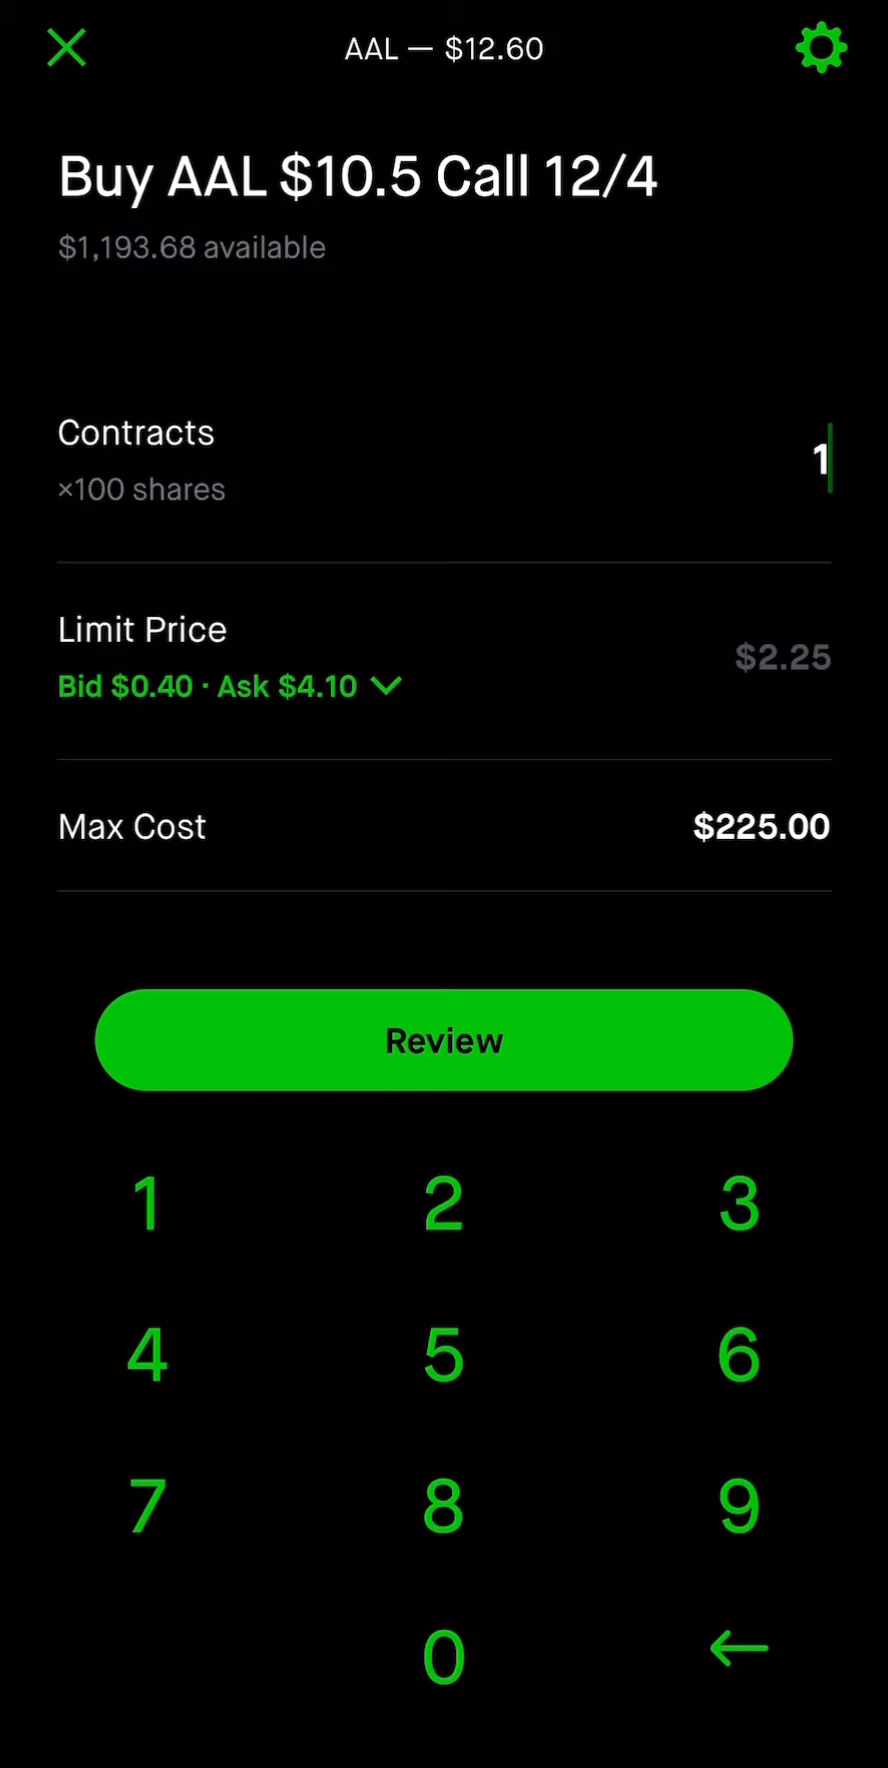 AAL — $12.60
Buy AAL $10.5 Call 12/4
$1,193.68 available
Contracts
×100 shares
1
Limit Price
Bid $0.40 · Ask $4.10
$2.25
Max Cost
$225.00
Review
1 2 3
4 5 6
7 8 9
0